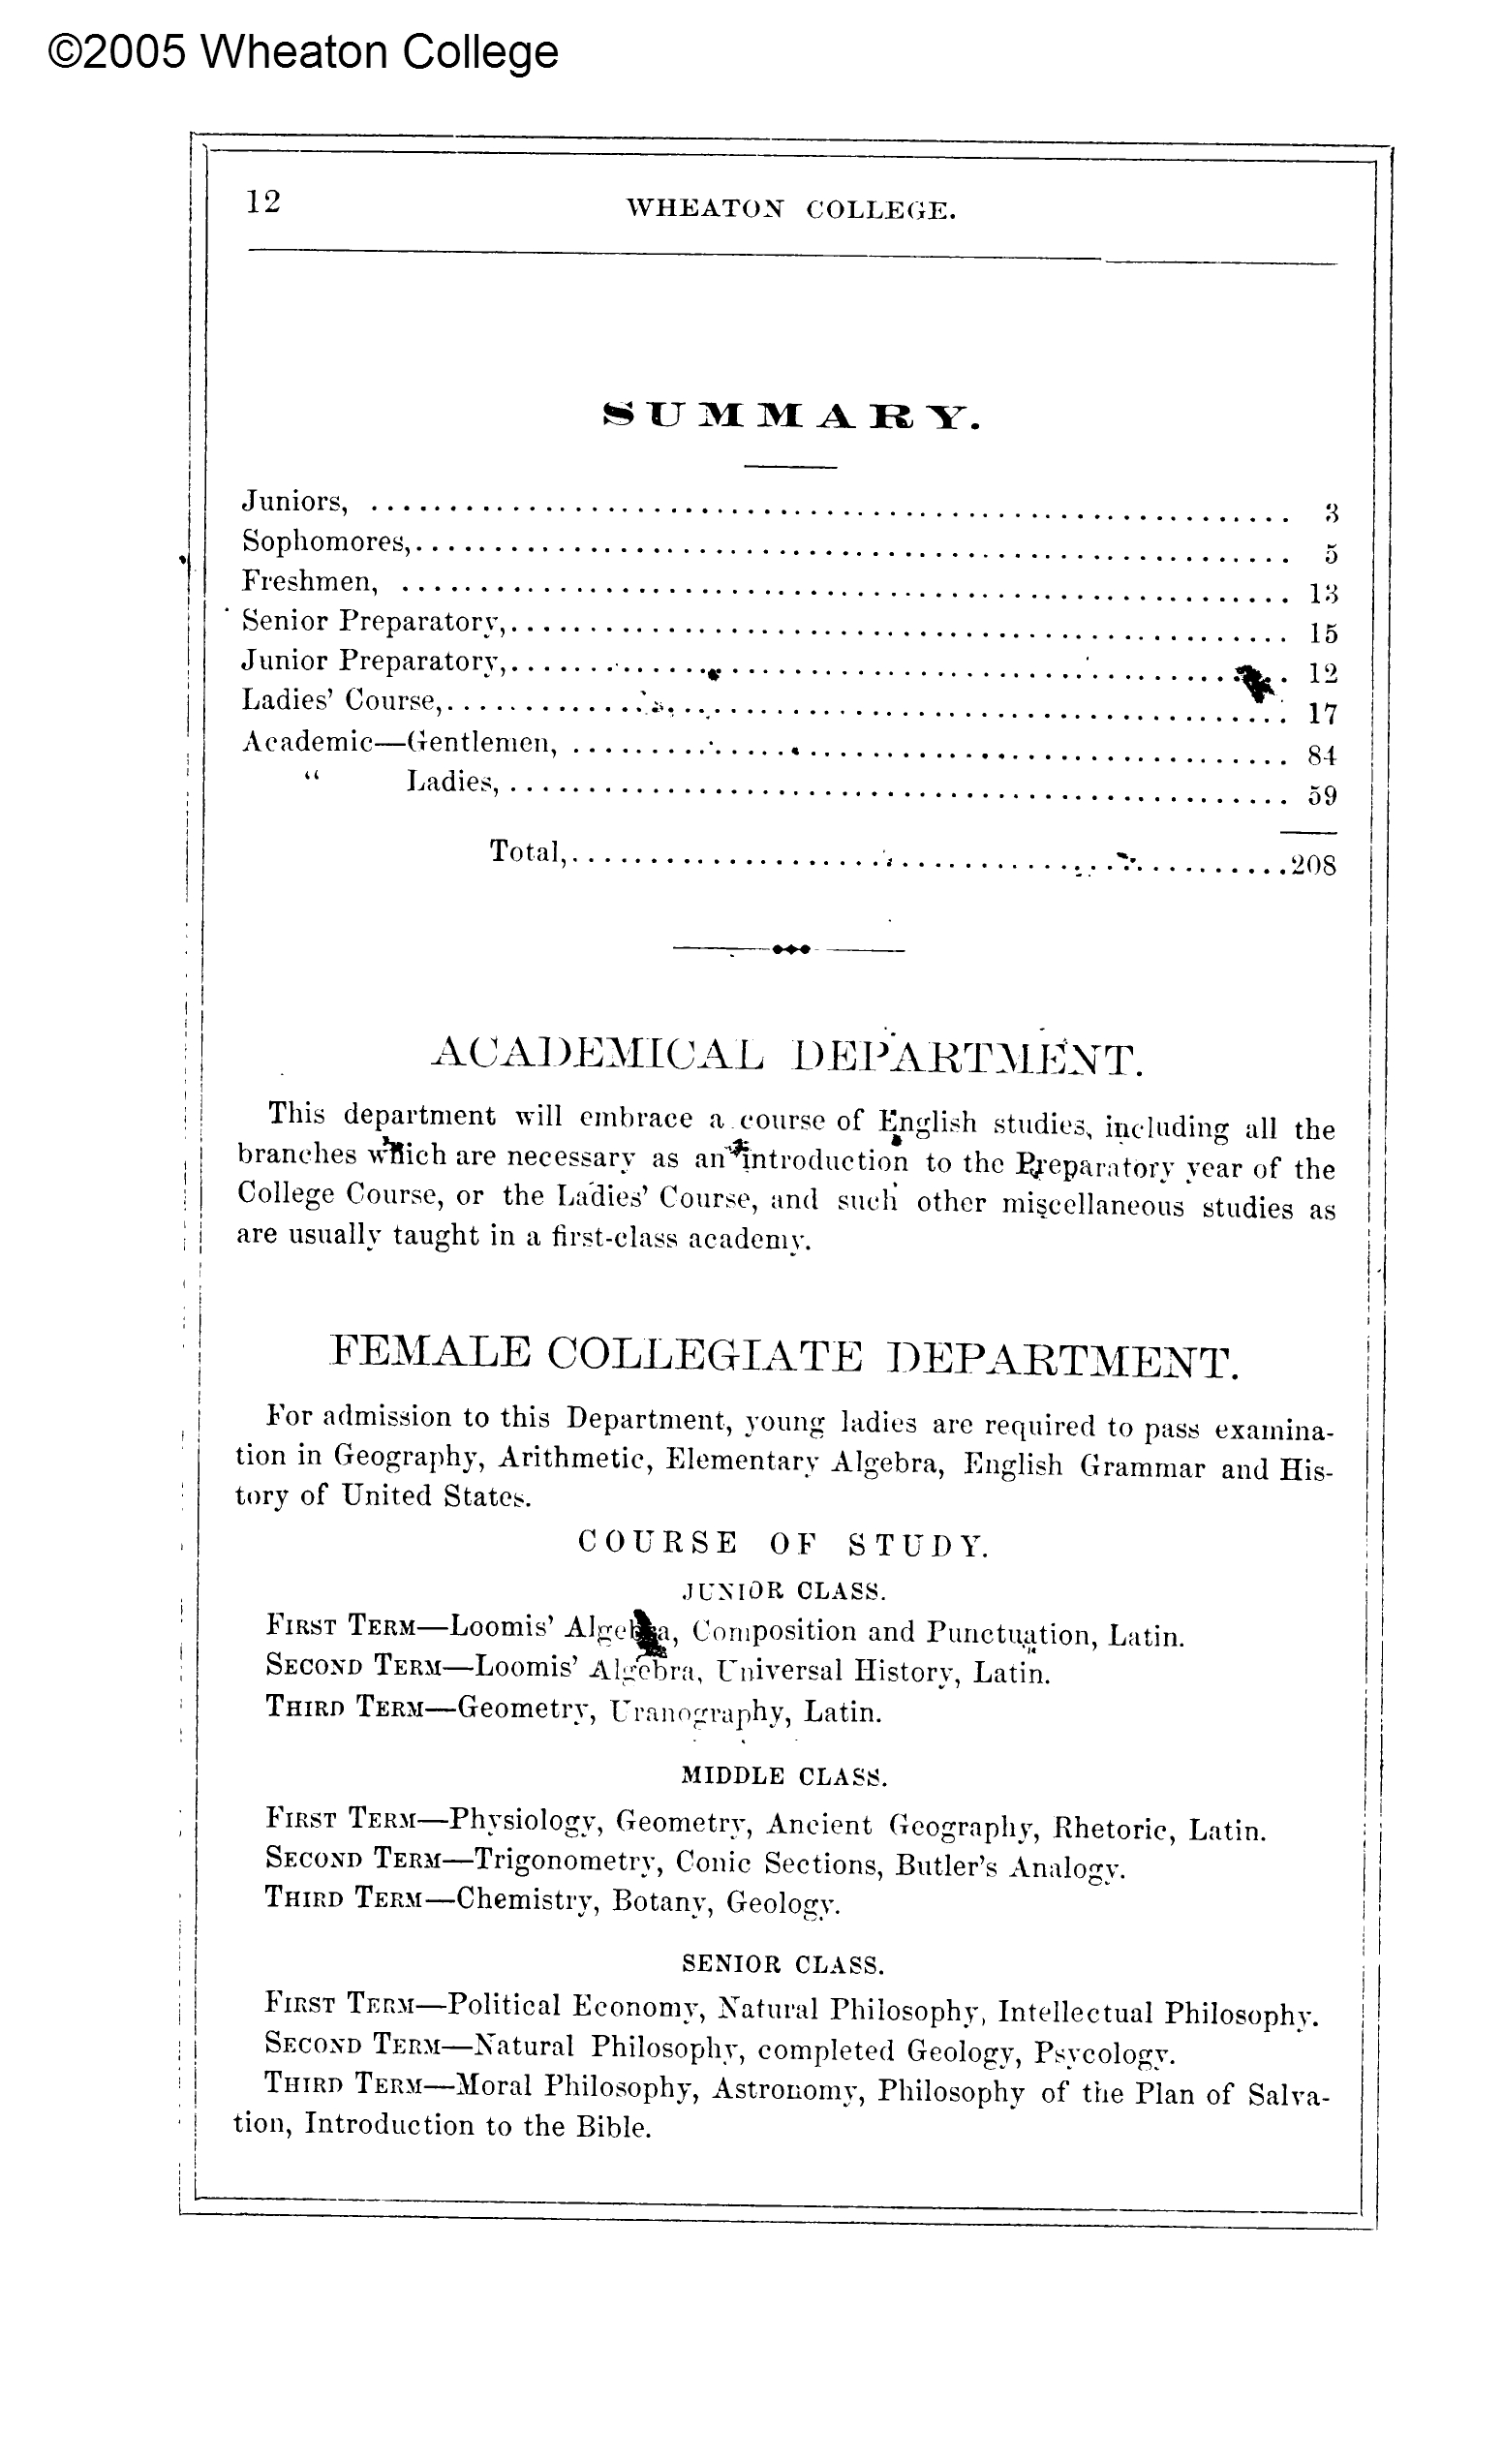 ©2005 Wheaton College
12 WHEATON COLLEGE.
SUMMARY.
Juniors, ........................................................... 3
Sophomores,........................................................ 5
Freshmen, ......................................................... 13
Senior Preparatory,.................................................. 15
Junior Preparatory,.................................................. 12
Ladies' Course,...................................................... 17
Academic—Gentlemen, .............................................. 84
“ Ladies, .................................................. 59
Total,..............................................208
ACADEMICAL DEPARTMENT.
This department will embrace a course of English studies, including all the
branches which are necessary as an introduction to the Preparatory year of the
College Course, or the Ladies' Course, and such other miscellaneous studies as
are usually taught in a first-class academy.
FEMALE COLLEGIATE DEPARTMENT.
For admission to this Department, young ladies are required to pass examina-
tion in Geography, Arithmetic, Elementary Algebra, English Grammar and His-
tory of United States.
COURSE OF STUDY.
JUNIOR CLASS.
FIRST TERM—Loomis' Algebra, Composition and Punctuation, Latin.
SECOND TERM—Loomis' Algebra, Universal History, Latin.
THIRD TERM—Geometry, Uranography, Latin.
MIDDLE CLASS.
FIRST TERM—Physiology, Geometry, Ancient Geography, Rhetoric, Latin.
SECOND TERM—Trigonometry, Conic Sections, Butler's Analogy.
THIRD TERM—Chemistry, Botany, Geology.
SENIOR CLASS.
FIRST TERM—Political Economy, Natural Philosophy, Intellectual Philosophy.
SECOND TERM—Natural Philosophy, completed Geology, Psycology.
THIRD TERM—Moral Philosophy, Astronomy, Philosophy of the Plan of Salva-
tion, Introduction to the Bible.